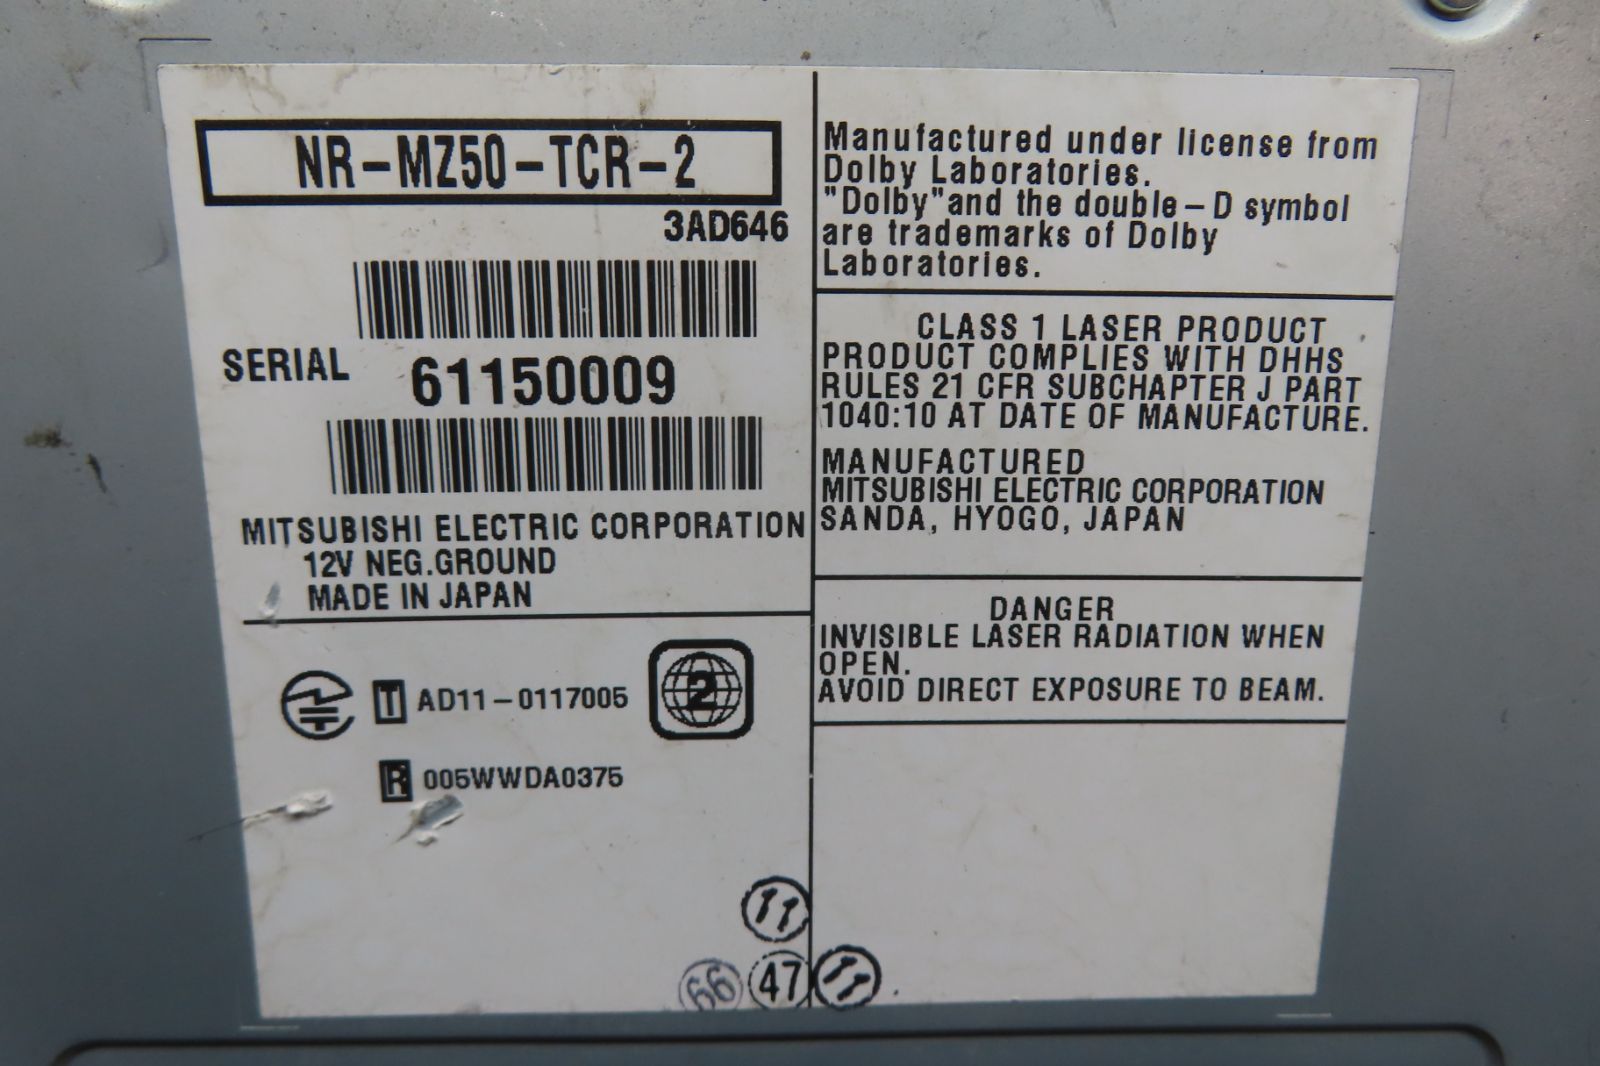 NR-MZ50-TCR-2
3AD646
SERIAL 61150009
MITSUBISHI ELECTRIC CORPORATION
12V NEG.GROUND
MADE IN JAPAN
T AD11-0117005
2
R 005WWDA0375
11
66 47 11
Manufactured under license from
Dolby Laboratories.
"Dolby"and the double-D symbol
are trademarks of Dolby
Laboratories.
CLASS 1 LASER PRODUCT
PRODUCT COMPLIES WITH DHHS
RULES 21 CFR SUBCHAPTER J PART
1040:10 AT DATE OF MANUFACTURE.
MANUFACTURED
MITSUBISHI ELECTRIC CORPORATION
SANDA, HYOGO, JAPAN
DANGER
INVISIBLE LASER RADIATION WHEN
OPEN.
AVOID DIRECT EXPOSURE TO BEAM.